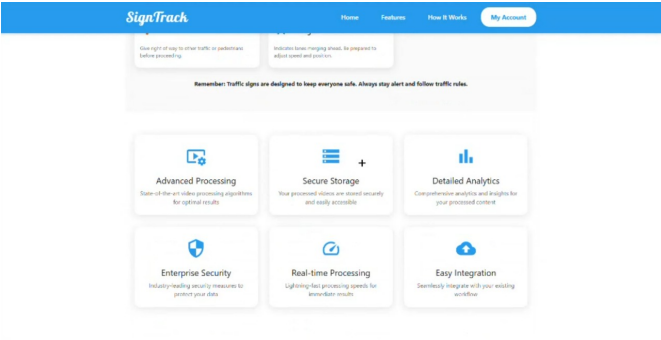 SignTrack
Home Features How It Works My Account
Give right of way to other traffic or pedestrians
before proceeding.
Indicates lanes merging ahead, be prepared to
adjust speed and position.
Remember: Traffic signs are designed to keep everyone safe. Always stay alert and follow traffic rules.
Advanced Processing
State-of-the-art video processing algorithms
for optimal results
Secure Storage
Your processed videos are stored securely
and easily accessible
Detailed Analytics
Comprehensive analytics and insights for
your processed content
Enterprise Security
Industry-leading security measures to
protect your data
Real-time Processing
Lightning-fast processing speeds for
immediate results
Easy Integration
Seamlessly integrate with your existing
workflow